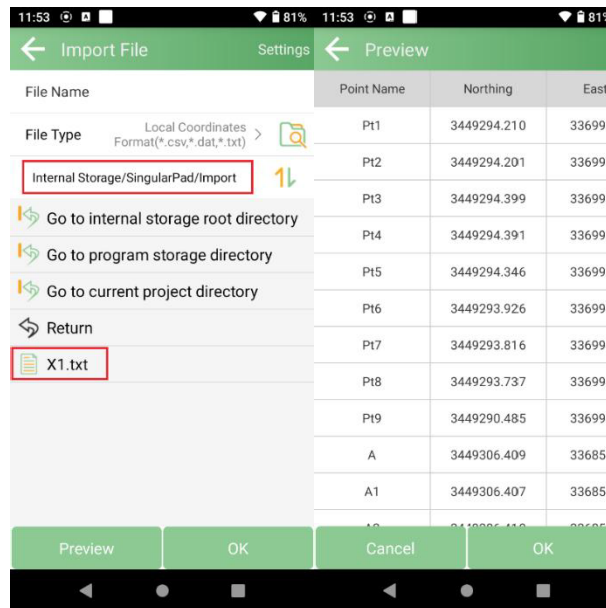 11:53 81%
Import File Settings
File Name
File Type Local Coordinates Format(*.csv,*.dat,*.txt) >
Internal Storage/SingularPad/Import
Go to internal storage root directory
Go to program storage directory
Go to current project directory
Return
X1.txt
Preview OK
11:53 81%
Preview
Point Name Northing East
Pt1 3449294.210 33699
Pt2 3449294.201 33699
Pt3 3449294.399 33699
Pt4 3449294.391 33699
Pt5 3449294.346 33699
Pt6 3449293.926 33699
Pt7 3449293.816 33699
Pt8 3449293.737 33699
Pt9 3449290.485 33699
A 3449306.409 33685
A1 3449306.407 33685
Cancel OK